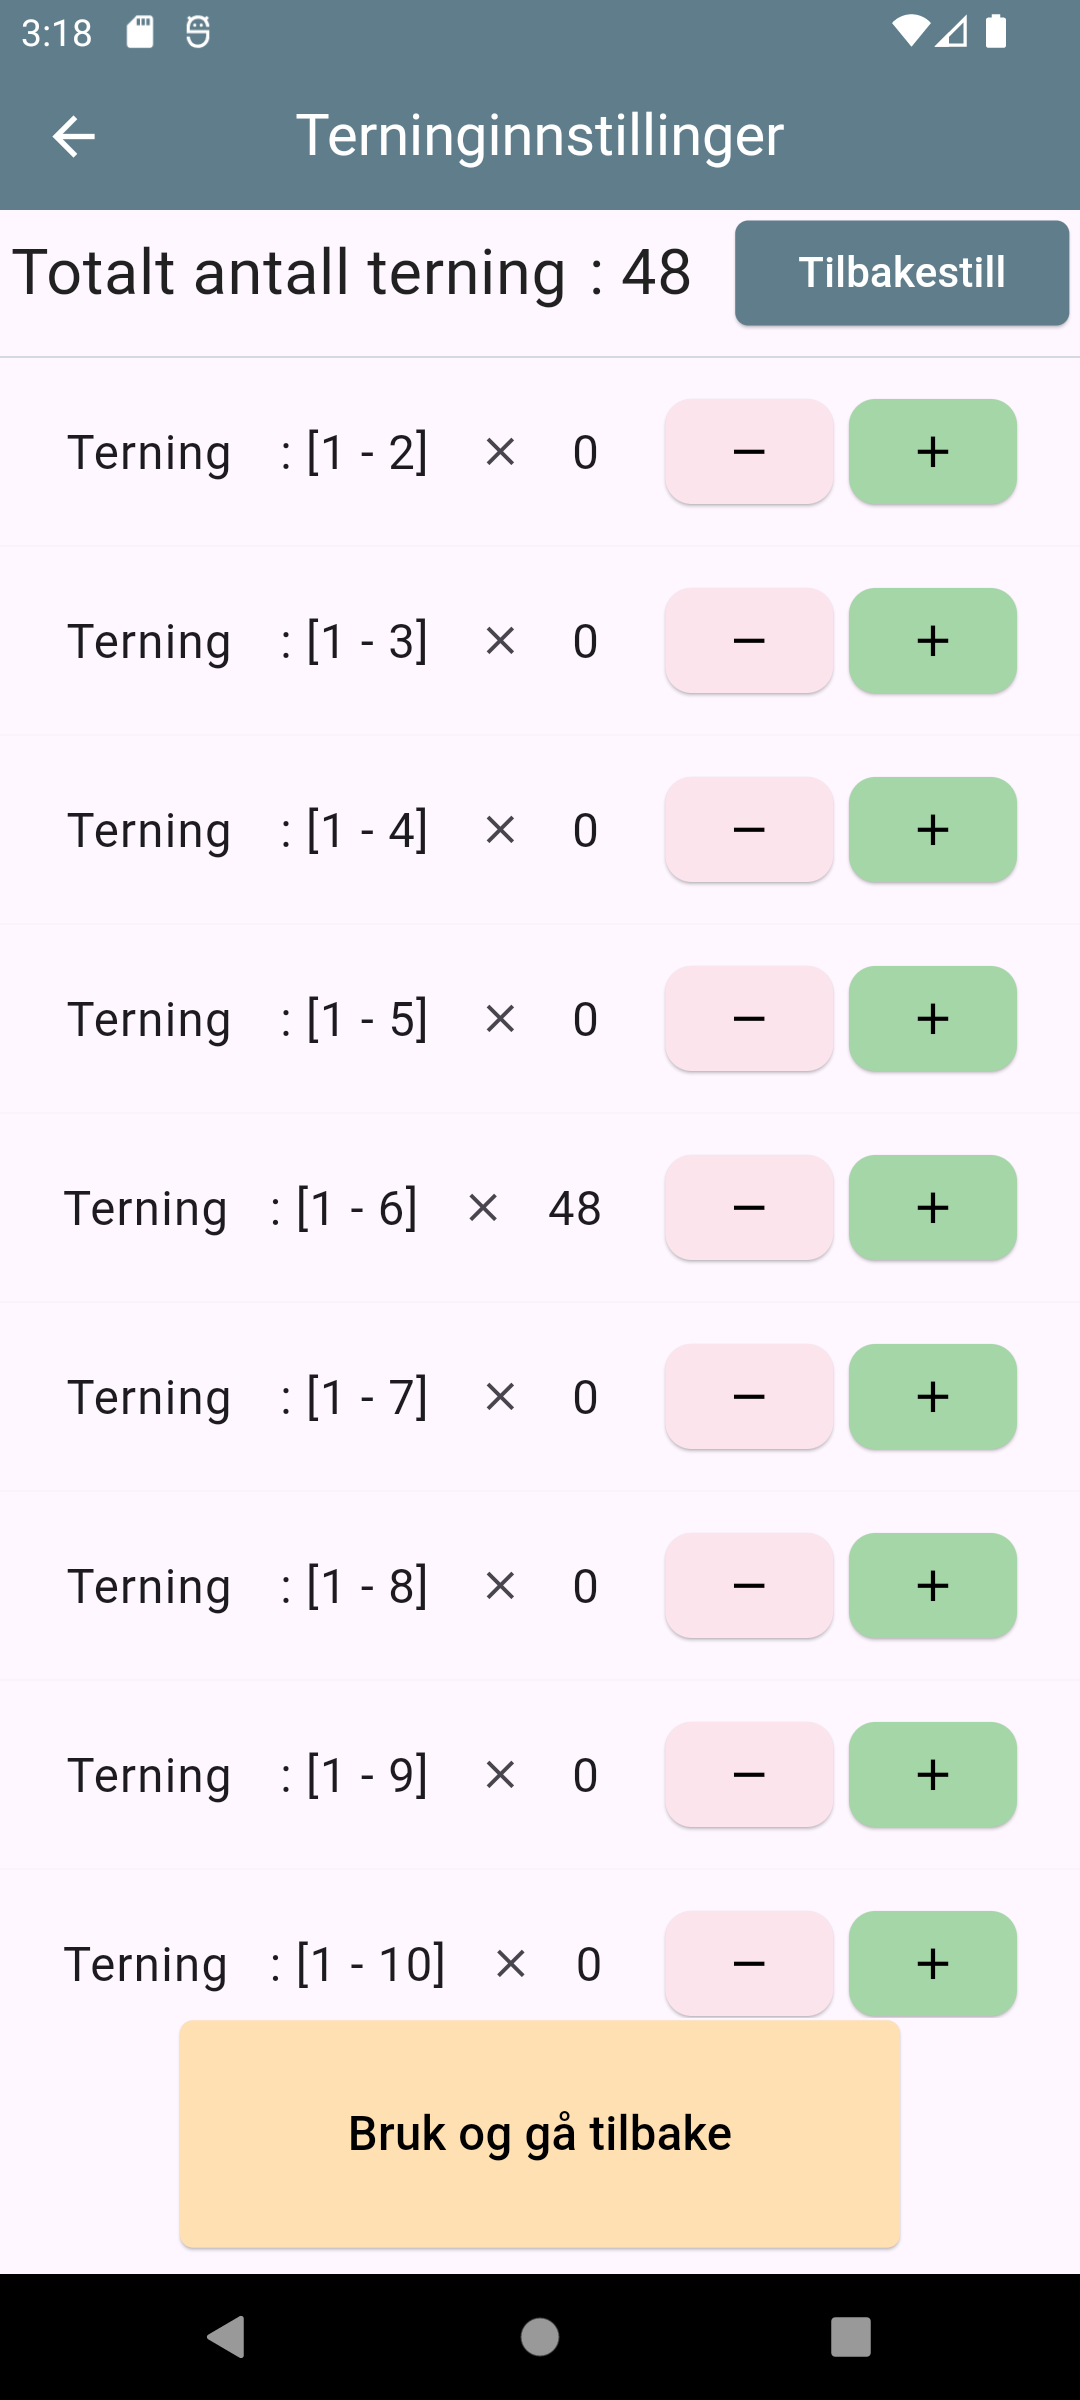 3:18
Terninginnstillinger
Totalt antall terning : 48
Tilbakestill
Terning : [1 - 2] × 0 − +
Terning : [1 - 3] × 0 − +
Terning : [1 - 4] × 0 − +
Terning : [1 - 5] × 0 − +
Terning : [1 - 6] × 48 − +
Terning : [1 - 7] × 0 − +
Terning : [1 - 8] × 0 − +
Terning : [1 - 9] × 0 − +
Terning : [1 - 10] × 0 − +
Bruk og gå tilbake